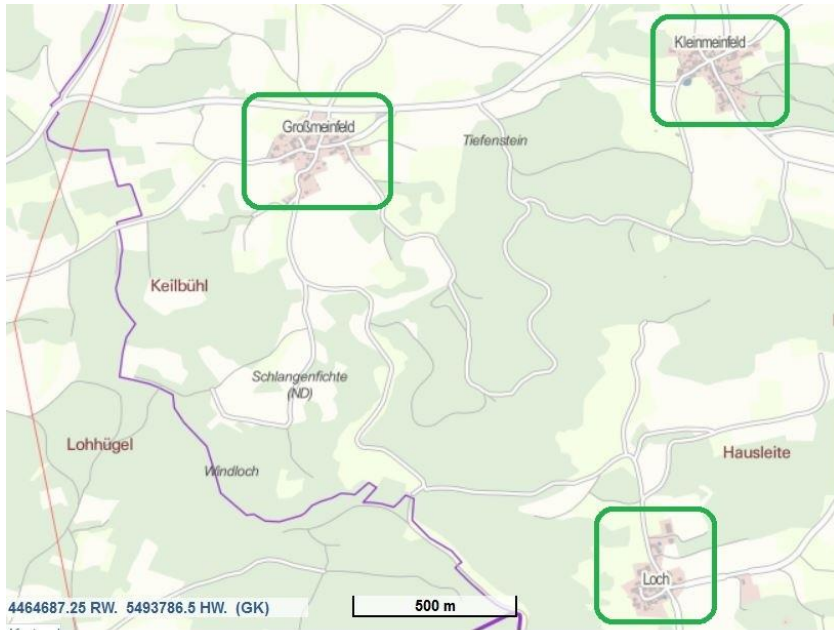 Kleinmeinfeld
Großmeinfeld
Tiefenstein
Keilbühl
Schlangenfichte
(ND)
Lohhügel
Hausleite
Windloch
Loch
4464687.25 RW. 5493786.5 HW. (GK)
500 m